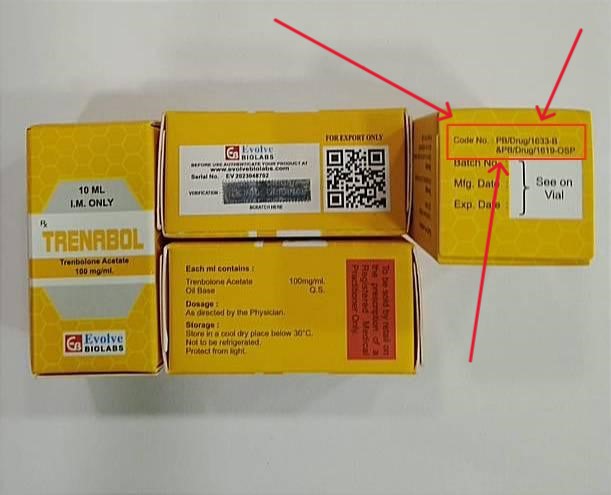 10 ML
I.M. ONLY
Rx
TRENABOL
Trenbolone Acetate
100 mg/ml.
EB Evolve
BIOLABS
FOR EXPORT ONLY
EB Evolve
BIOLABS
BEFORE USE AUTHENTICATE YOUR PRODUCT AT
www.evolvebiolabs.com
Serial No. EV 2023048702
VERIFICATION
SCRATCH HERE
Each ml contains :
Trenbolone Acetate 100mg/ml.
Oil Base Q.S.
Dosage :
As directed by the Physician.
Storage :
Store in a cool dry place below 30°C.
Not to be refrigerated.
Protect from light.
To be sold by retail on
the prescription of a
Registered Medical
Practitioner Only
Code No. : PB/Drug/1633-B
&PB/Drug/1619-OSP
Batch No.
Mfg. Date :
Exp. Date :
See on
Vial